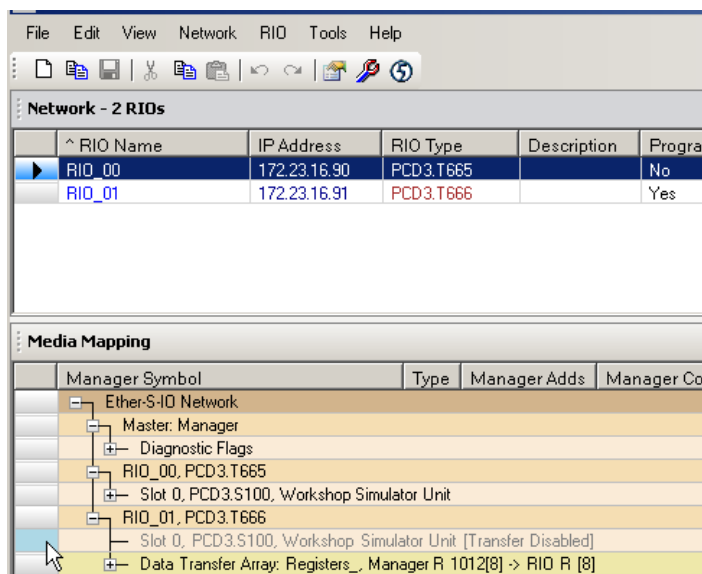 File Edit View Network RIO Tools Help
Network - 2 RIOs
^ RIO Name IP Address RIO Type Description Progra
RIO_00 172.23.16.90 PCD3.T665 No
RIO_01 172.23.16.91 PCD3.T666 Yes
Media Mapping
Manager Symbol Type Manager Adds Manager Co
Ether-S-IO Network
Master: Manager
Diagnostic Flags
RIO_00, PCD3.T665
Slot 0, PCD3.S100, Workshop Simulator Unit
RIO_01, PCD3.T666
Slot 0, PCD3.S100, Workshop Simulator Unit [Transfer Disabled]
Data Transfer Array: Registers_, Manager R 1012[8] -> RIO R [8]